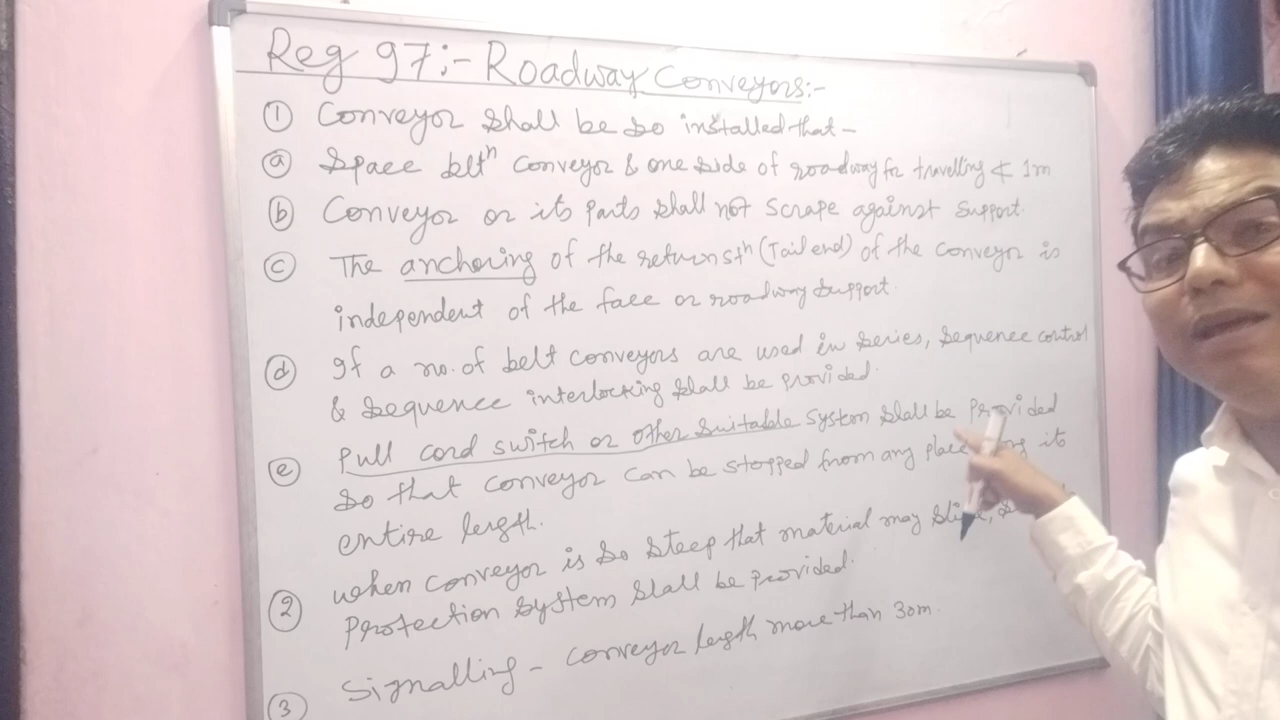 Reg 97:- Roadway Conveyors:-
① Conveyor shall be so installed that -
ⓐ Space betⁿ conveyor & one side of roadway for travelling ≮ 1m
ⓑ Conveyor or its parts shall not scrape against support.
ⓒ The anchoring of the return stⁿ (Tail end) of the conveyor is
independent of the face or roadway support.
ⓓ If a no. of belt conveyors are used in series, sequence control
& sequence interlocking shall be provided.
ⓔ Pull cord switch or other suitable system shall be provided
so that conveyor can be stopped from any place its
entire length.
② when conveyor is so steep that material may
protection system shall be provided.
③ Signalling - conveyor length more than 30m.